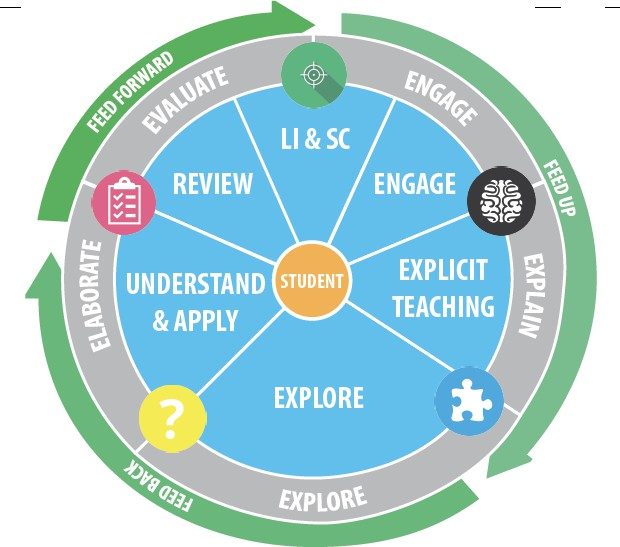 FEED FORWARD
EVALUATE
ENGAGE
LI & SC
REVIEW
ENGAGE
FEED UP
STUDENT
ELABORATE
UNDERSTAND
& APPLY
EXPLICIT
TEACHING
EXPLAIN
EXPLORE
?
FEED BACK
EXPLORE